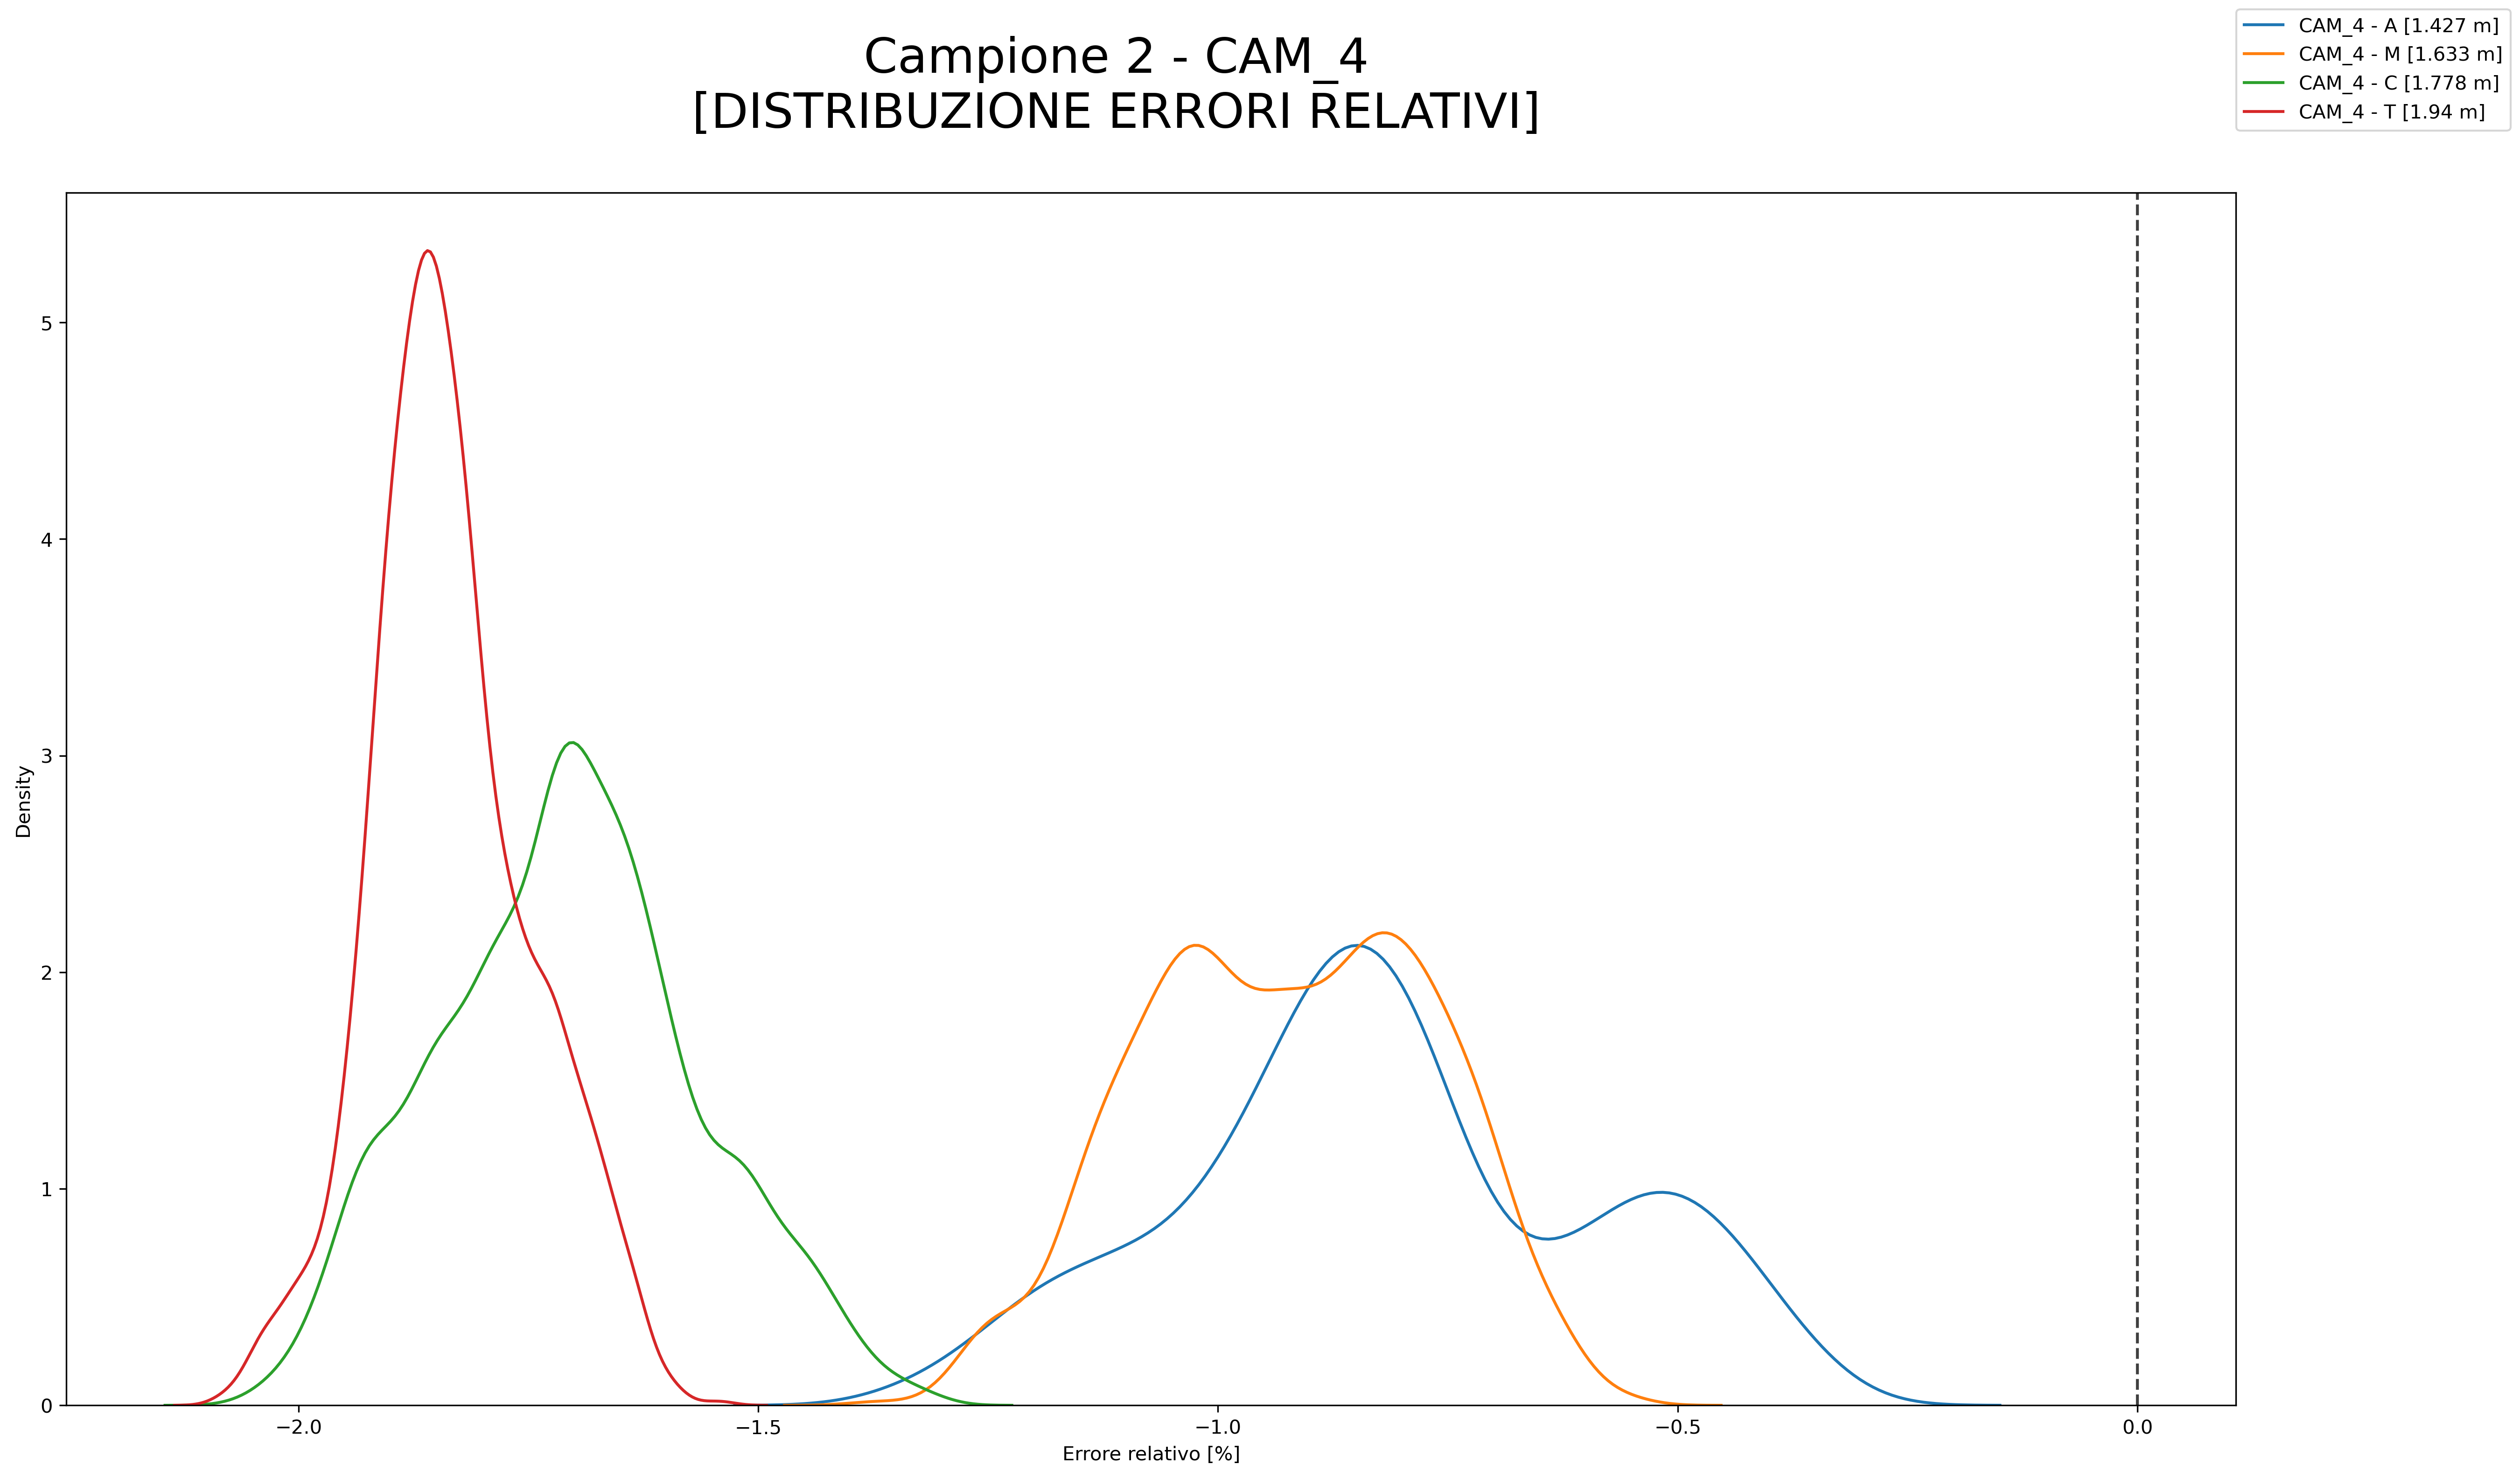 Campione 2 - CAM_4
[DISTRIBUZIONE ERRORI RELATIVI]
CAM_4 - A [1.427 m]
CAM_4 - M [1.633 m]
CAM_4 - C [1.778 m]
CAM_4 - T [1.94 m]
Density
5
4
3
2
1
0
−2.0
−1.5
−1.0
−0.5
0.0
Errore relativo [%]